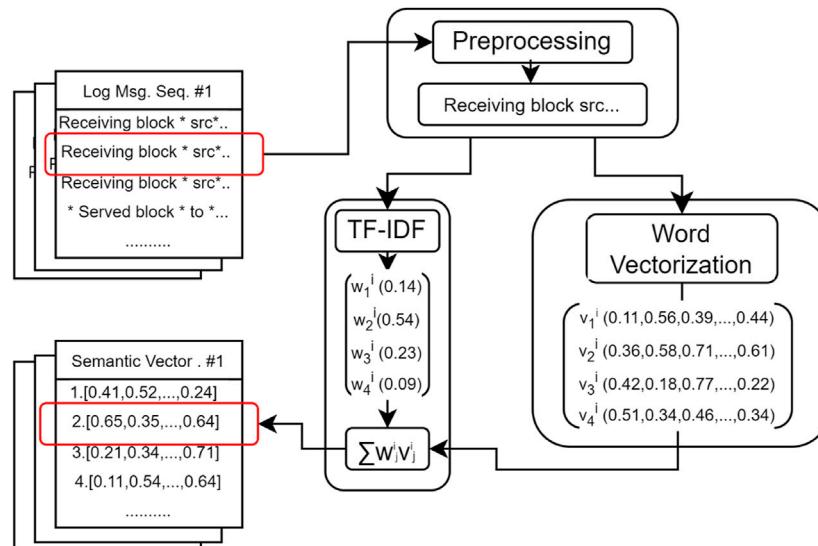 Log Msg. Seq. #1
Receiving block * src*..
Receiving block * src*..
Receiving block * src*..
* Served block * to *...
..........
Preprocessing
Receiving block src...
TF-IDF
w₁ⁱ (0.14)
w₂ⁱ(0.54)
w₃ⁱ (0.23)
w₄ⁱ (0.09)
∑wⱼⁱvⱼⁱ
Word
Vectorization
v₁ⁱ (0.11,0.56,0.39,...,0.44)
v₂ⁱ (0.36,0.58,0.71,...,0.61)
v₃ⁱ (0.42,0.18,0.77,...,0.22)
v₄ⁱ (0.51,0.34,0.46,...,0.34)
Semantic Vector . #1
1.[0.41,0.52,...,0.24]
2.[0.65,0.35,...,0.64]
3.[0.21,0.34,...,0.71]
4.[0.11,0.54,...,0.64]
..........